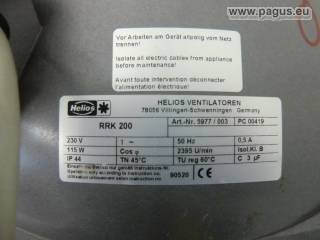 www.pagus.eu
Vor Arbeiten am Gerät allpolig vom Netz
trennen!
Isolate all electric cables from appliance
before maintenance!
Avant toute intervention déconnecter
l'alimentation électrique!
Helios
HELIOS VENTILATOREN
78056 Villingen-Schwenningen Germany
RRK 200
Art.-Nr. 5977 / 003 PC 00419
230 V 1 ~ 50 Hz 0,5 A
115 W Cos φ 2395 U/min Isol.Kl. B
IP 44 TN 45°C TU reg 60°C C 3 µF
90520